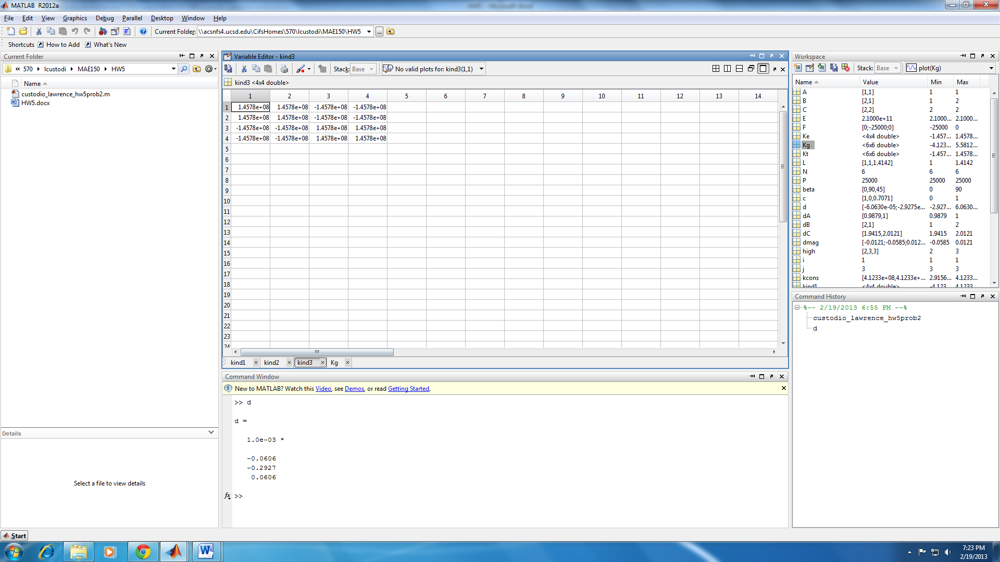 MATLAB R2012a
File Edit View Graphics Debug Parallel Desktop Window Help
Current Folder: \\acsnfs4.ucsd.edu\CifsHomes\570\lcustodi\MAE150\HW5
Shortcuts How to Add What's New
Current Folder
« 570 lcustodi MAE150 HW5
Name
custodio_lawrence_hw5prob2.m
HW5.docx
Details
Select a file to view details
Variable Editor - kind3
Stack: Base No valid plots for: kind3(1,1)
kind3 <4x4 double>
1 2 3 4 5 6 7 8 9 10 11 12 13 14
1 1.4578e+08 1.4578e+08 -1.4578e+08 -1.4578e+08
2 1.4578e+08 1.4578e+08 -1.4578e+08 -1.4578e+08
3 -1.4578e+08 -1.4578e+08 1.4578e+08 1.4578e+08
4 -1.4578e+08 -1.4578e+08 1.4578e+08 1.4578e+08
5
6
7
8
9
10
11
12
13
14
15
16
17
18
19
20
21
22
23
24
kind1 kind2 kind3 Kg
Command Window
New to MATLAB? Watch this Video, see Demos, or read Getting Started.
>> d
d =
1.0e-03 *
-0.0606
-0.2927
0.0606
fx >>
Workspace
Stack: Base plot(Kg)
Name Value Min Max
A [1,1] 1 1
B [2,1] 1 2
C [2,2] 2 2
E 2.1000e+11 2.1000... 2.1000...
F [0;-25000;0] -25000 0
Ke <4x4 double> -1.457... 1.4578...
Kg <6x6 double> -4.123... 5.5812...
Kt <6x6 double> -1.457... 1.4578...
L [1,1,1.4142] 1 1.4142
N 6 6 6
P 25000 25000 25000
beta [0,90,45] 0 90
c [1,0,0.7071] 0 1
d [-6.0630e-05;-2.9275e... -2.927... 6.0630...
dA [0.9879,1] 0.9879 1
dB [2,1] 1 2
dC [1.9415,2.0121] 1.9415 2.0121
dmag [-0.0121;-0.0585;0.012... -0.0585 0.0121
high [2,3,3] 2 3
i 1 1 1
j 3 3 3
kcons [4.1233e+08,4.1233e+... 2.9156... 4.1233...
kind1 <4x4 double> -4.123... 4.1233...
Command History
%-- 2/19/2013 6:55 PM --%
custodio_lawrence_hw5prob2
d
Start
7:23 PM
2/19/2013